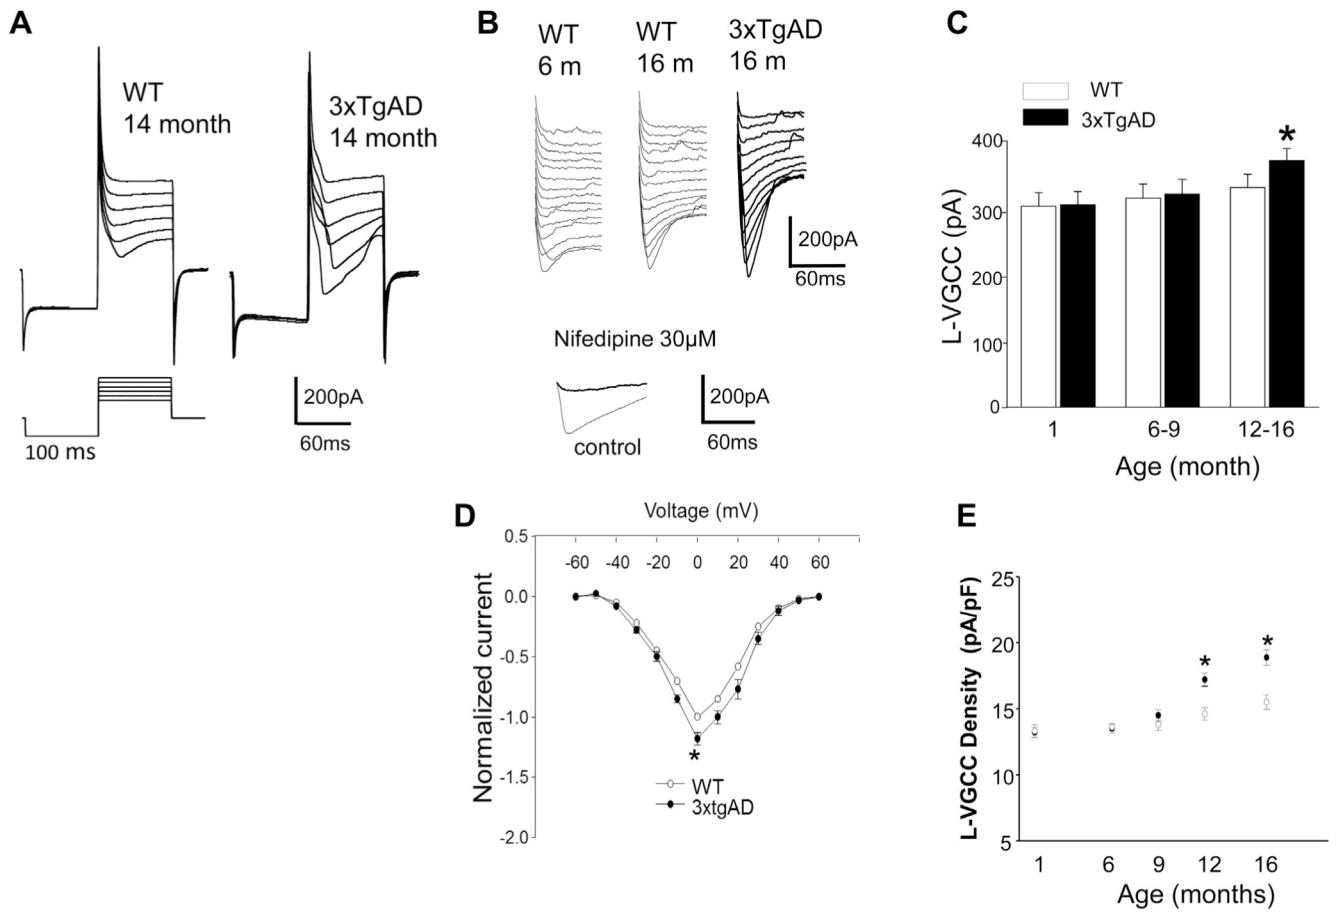 A
WT
14 month
3xTgAD
14 month
100 ms
200pA
60ms
B
WT
6 m
WT
16 m
3xTgAD
16 m
200pA
60ms
Nifedipine 30µM
control
200pA
60ms
C
WT
3xTgAD
*
L-VGCC (pA)
400
300
200
100
0
1
6-9
12-16
Age (month)
D
Voltage (mV)
-60
-40
-20
0
20
40
60
Normalized current
0.5
0.0
-0.5
-1.0
-1.5
-2.0
*
WT
3xtgAD
E
L-VGCC Density (pA/pF)
25
20
15
10
5
*
*
1
6
9
12
16
Age (months)